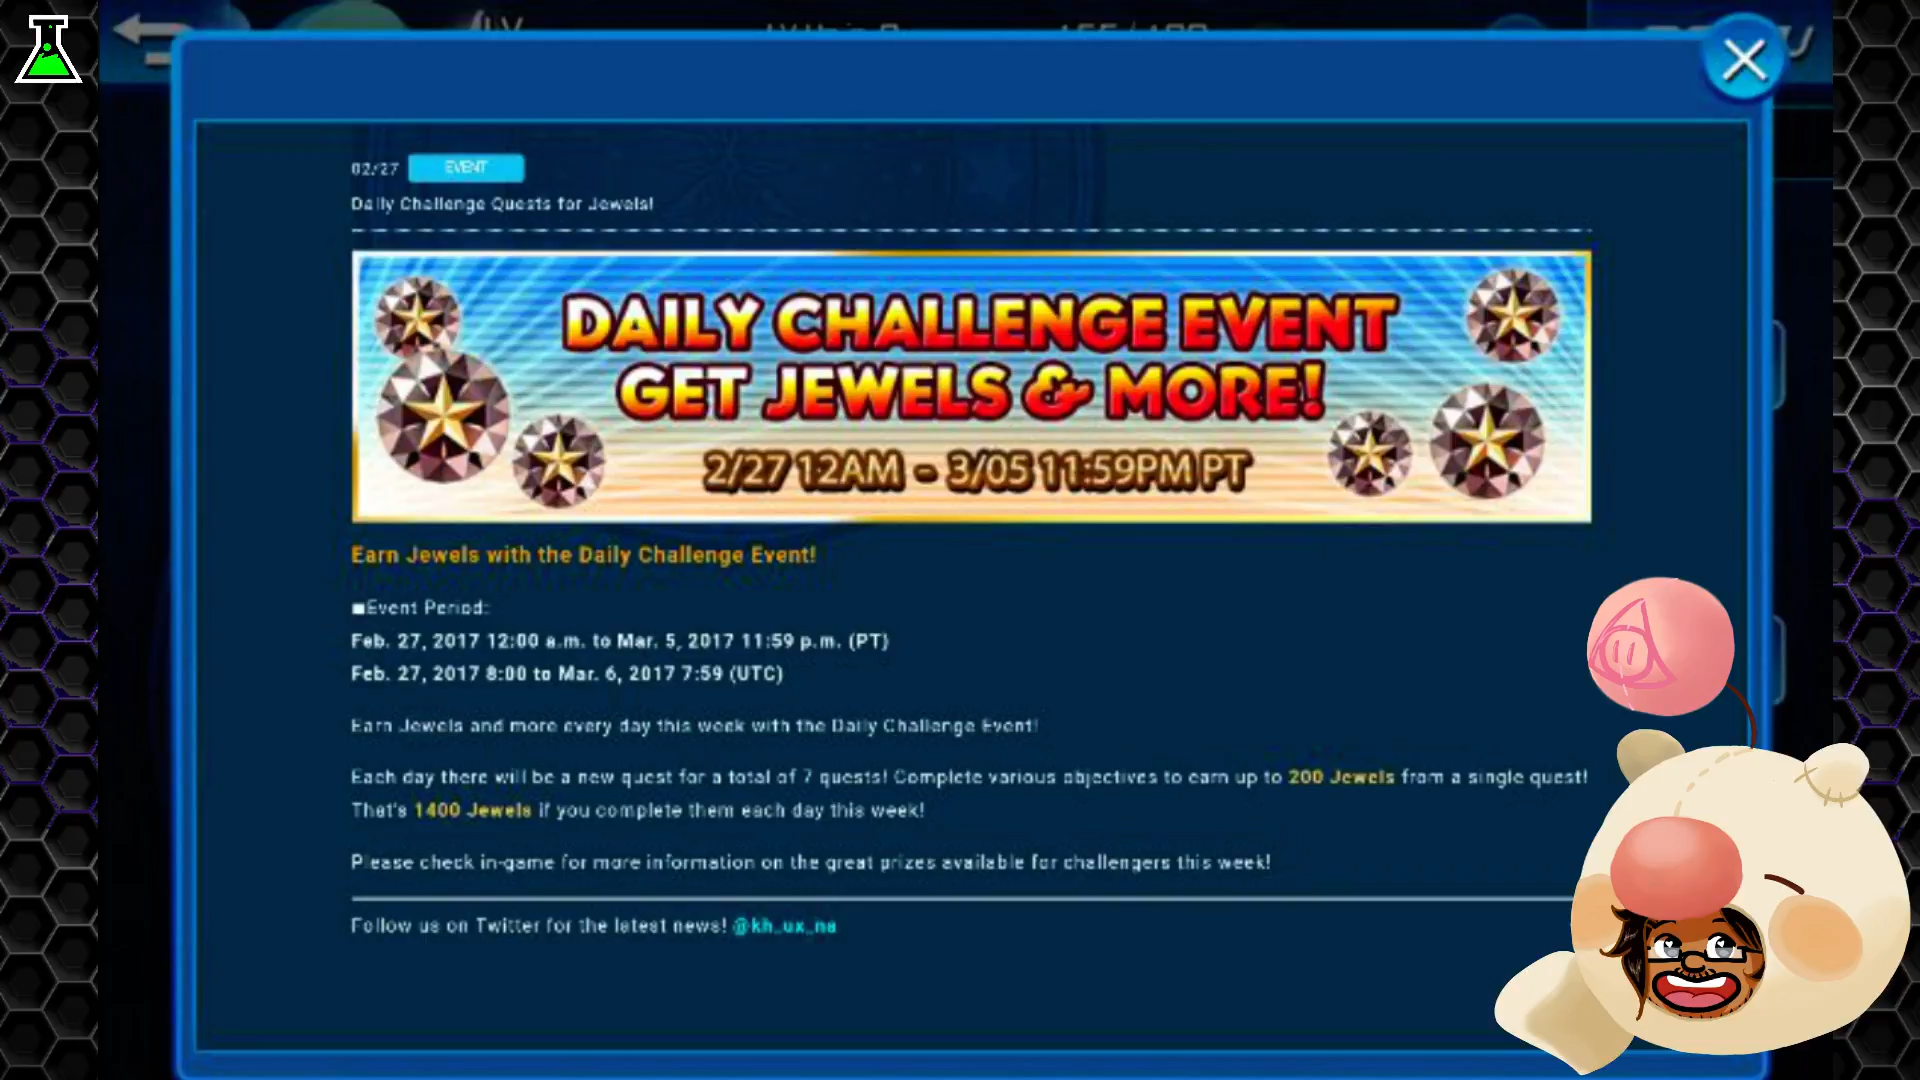 02/27 EVENT
Daily Challenge Quests for Jewels!
DAILY CHALLENGE EVENT
GET JEWELS & MORE!
2/27 12AM - 3/05 11:59PM PT
Earn Jewels with the Daily Challenge Event!
■Event Period:
Feb. 27, 2017 12:00 a.m. to Mar. 5, 2017 11:59 p.m. (PT)
Feb. 27, 2017 8:00 to Mar. 6, 2017 7:59 (UTC)
Earn Jewels and more every day this week with the Daily Challenge Event!
Each day there will be a new quest for a total of 7 quests! Complete various objectives to earn up to 200 Jewels from a single quest!
That's 1400 Jewels if you complete them each day this week!
Please check in-game for more information on the great prizes available for challengers this week!
Follow us on Twitter for the latest news! @kh_ux_na